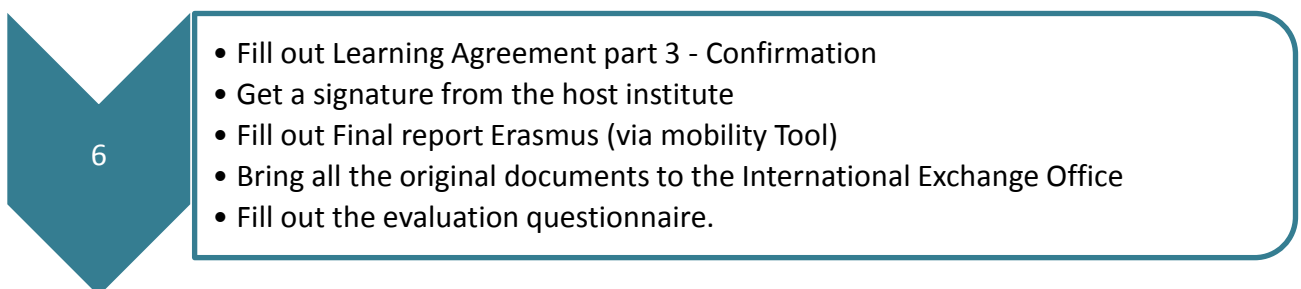 6
• Fill out Learning Agreement part 3 - Confirmation
• Get a signature from the host institute
• Fill out Final report Erasmus (via mobility Tool)
• Bring all the original documents to the International Exchange Office
• Fill out the evaluation questionnaire.